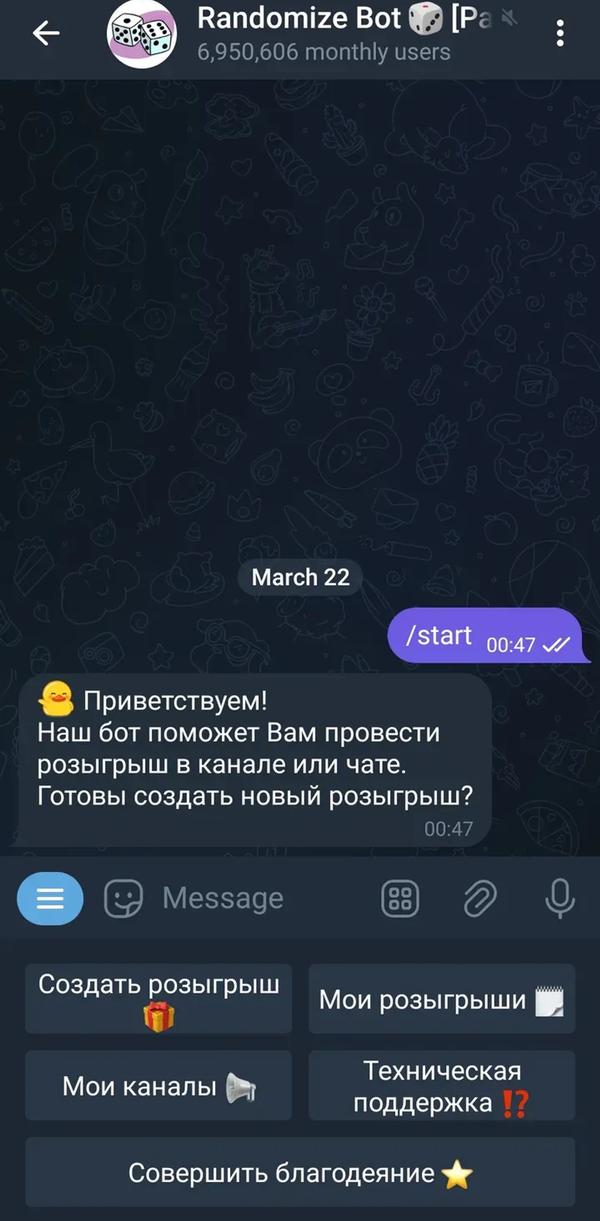 Randomize Bot 🎲 [Pa
6,950,606 monthly users
March 22
/start 00:47
🐥 Приветствуем!
Наш бот поможет Вам провести
розыгрыш в канале или чате.
Готовы создать новый розыгрыш?
00:47
Message
Создать розыгрыш
🎁
Мои розыгрыши 🗒
Мои каналы 📢
Техническая
поддержка ⁉️
Совершить благодеяние ⭐